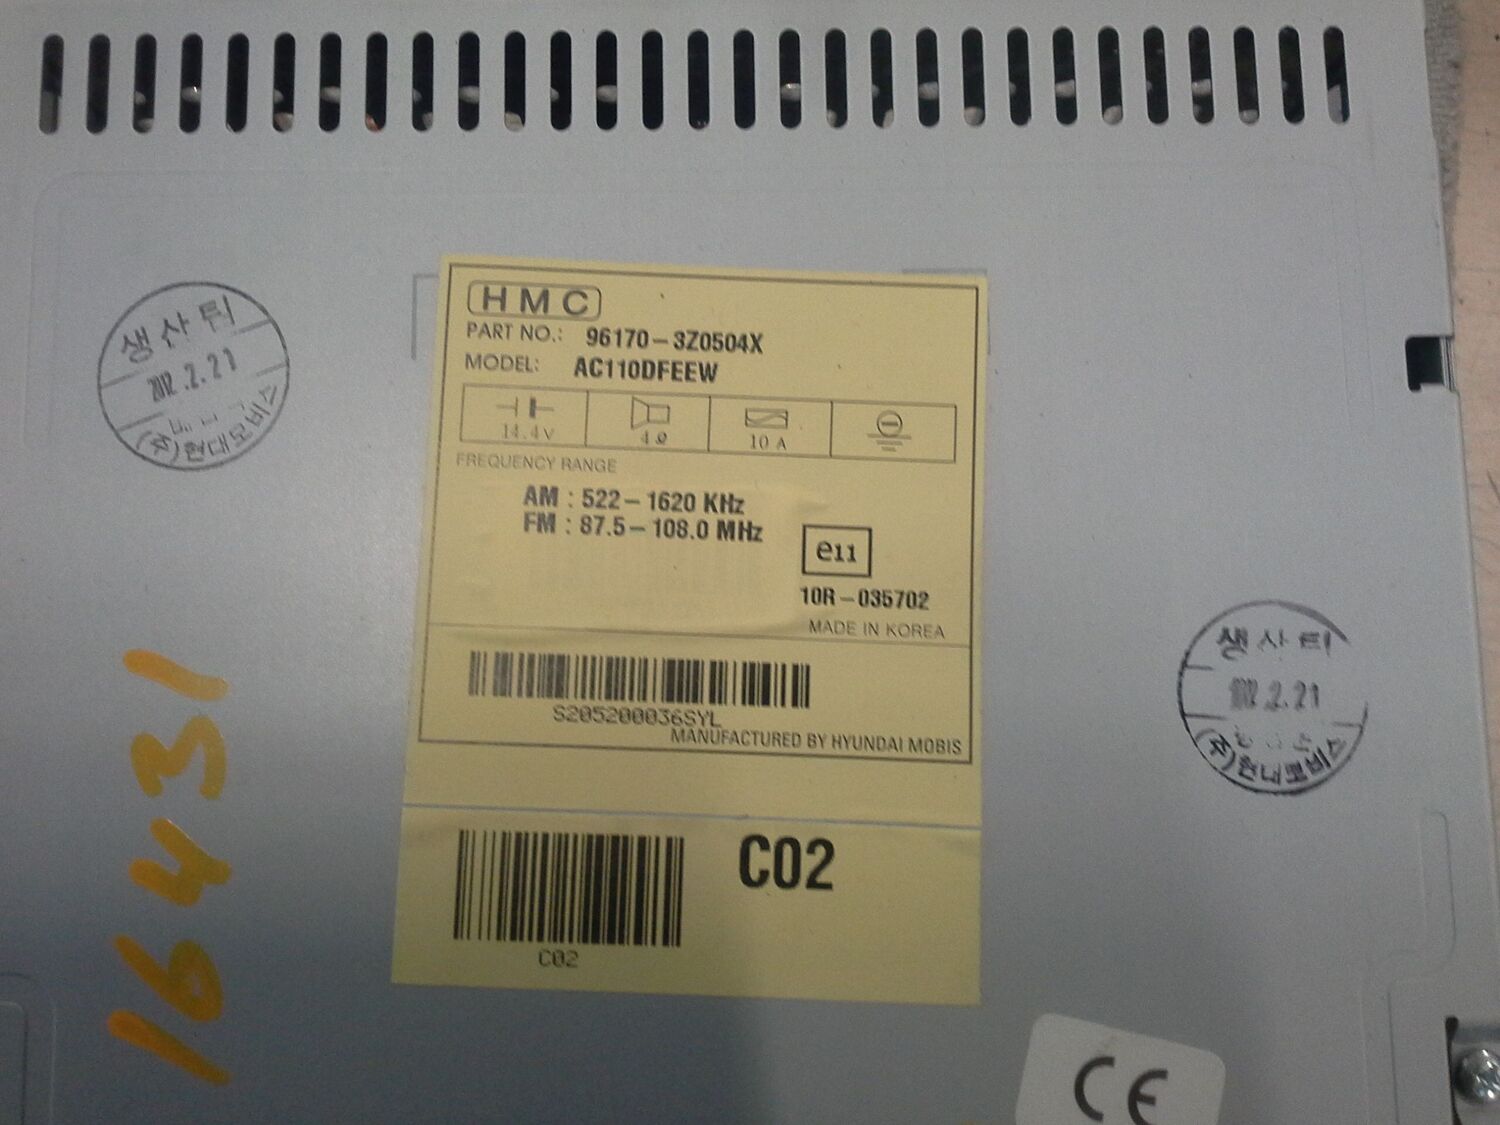 HMC
PART NO.: 96170-3Z0504X
MODEL: AC110DFEEW
14.4V
4Ω
10 A
FREQUENCY RANGE
AM : 522-1620 KHz
FM : 87.5-108.0 MHz
e11
10R-035702
MADE IN KOREA
S205200036SYL
MANUFACTURED BY HYUNDAI MOBIS
C02
C02
생산팀
2012.2.21
(주)현대모비스
생산팀
2012.2.21
(주)현대모비스
16431
CE